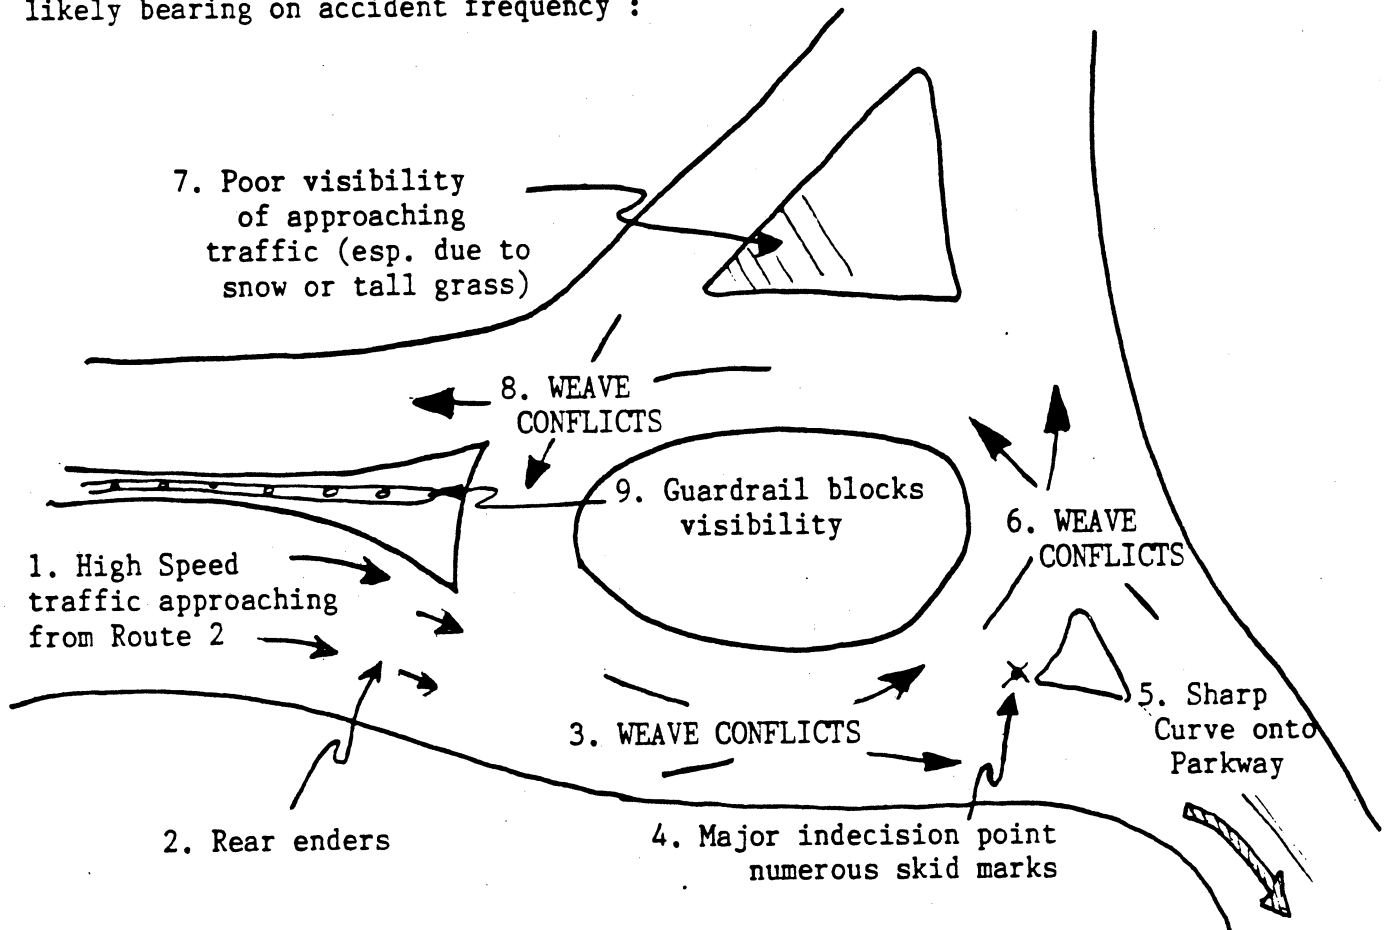 likely bearing on accident frequency :
7. Poor visibility
of approaching
traffic (esp. due to
snow or tall grass)
8. WEAVE
CONFLICTS
9. Guardrail blocks
visibility
6. WEAVE
CONFLICTS
1. High Speed
traffic approaching
from Route 2
5. Sharp
Curve onto
Parkway
3. WEAVE CONFLICTS
2. Rear enders
4. Major indecision point
numerous skid marks